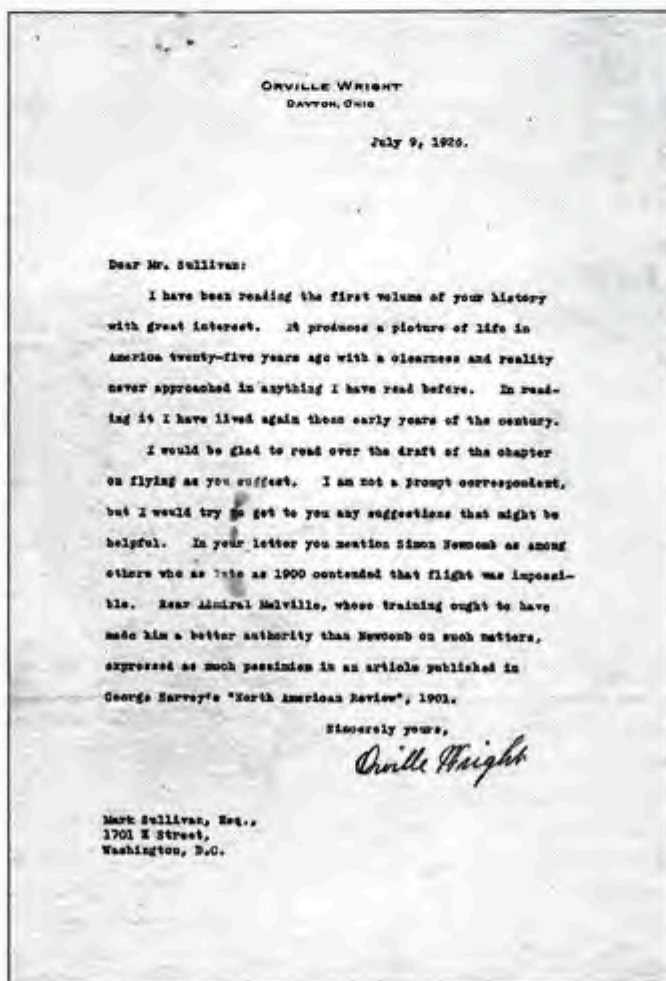 ORVILLE WRIGHT
DAYTON, OHIO
July 9, 1926.
Dear Mr. Sullivan:
I have been reading the first volume of your history
with great interest. It produces a picture of life in
America twenty-five years ago with a clearness and reality
never approached in anything I have read before. In read-
ing it I have lived again those early years of the century.
I would be glad to read over the draft of the chapter
on flying as you suggest. I am not a prompt correspondent,
but I would try to get to you any suggestions that might be
helpful. In your letter you mention Simon Newcomb as among
others who as late as 1900 contended that flight was impossi-
ble. Rear Admiral Melville, whose training ought to have
made him a better authority than Newcomb on such matters,
expressed as much pessimism in an article published in
George Harvey's "North American Review", 1901.
Sincerely yours,
Orville Wright
Mark Sullivan, Esq.,
1701 Street,
Washington, D.C.